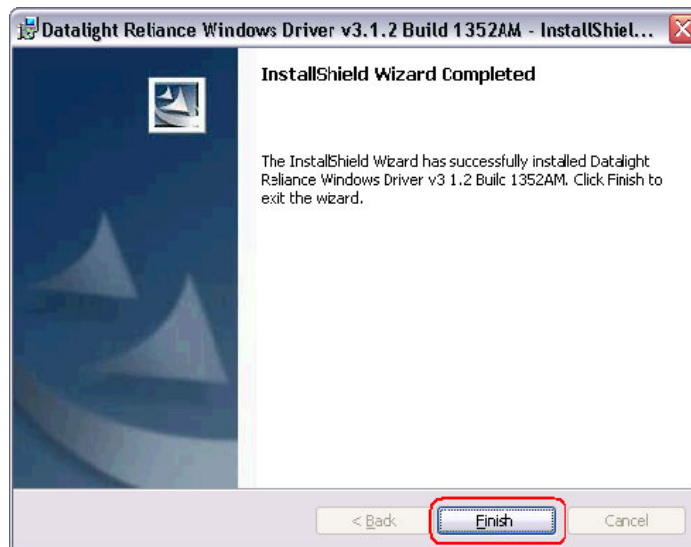 Datalight Reliance Windows Driver v3.1.2 Build 1352AM - InstallShiel...
InstallShield Wizard Completed
The InstallShield Wizard has successfully installed Datalight
Reliance Windows Driver v3 1.2 Build 1352AM. Click Finish to
exit the wizard.
< Back
Finish
Cancel